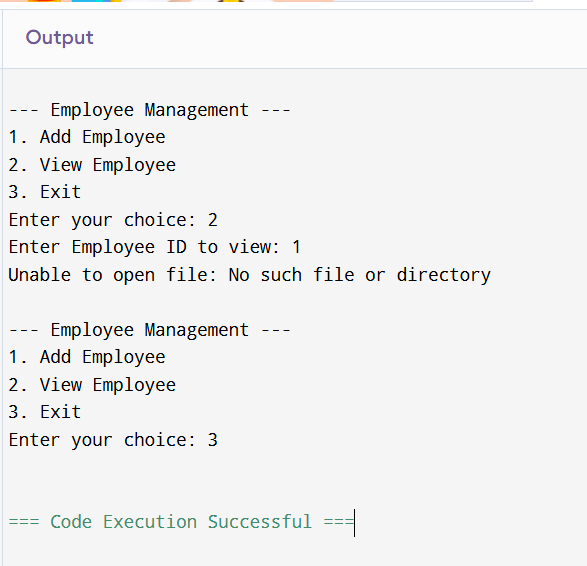 Output
--- Employee Management ---
1. Add Employee
2. View Employee
3. Exit
Enter your choice: 2
Enter Employee ID to view: 1
Unable to open file: No such file or directory
--- Employee Management ---
1. Add Employee
2. View Employee
3. Exit
Enter your choice: 3
=== Code Execution Successful ===